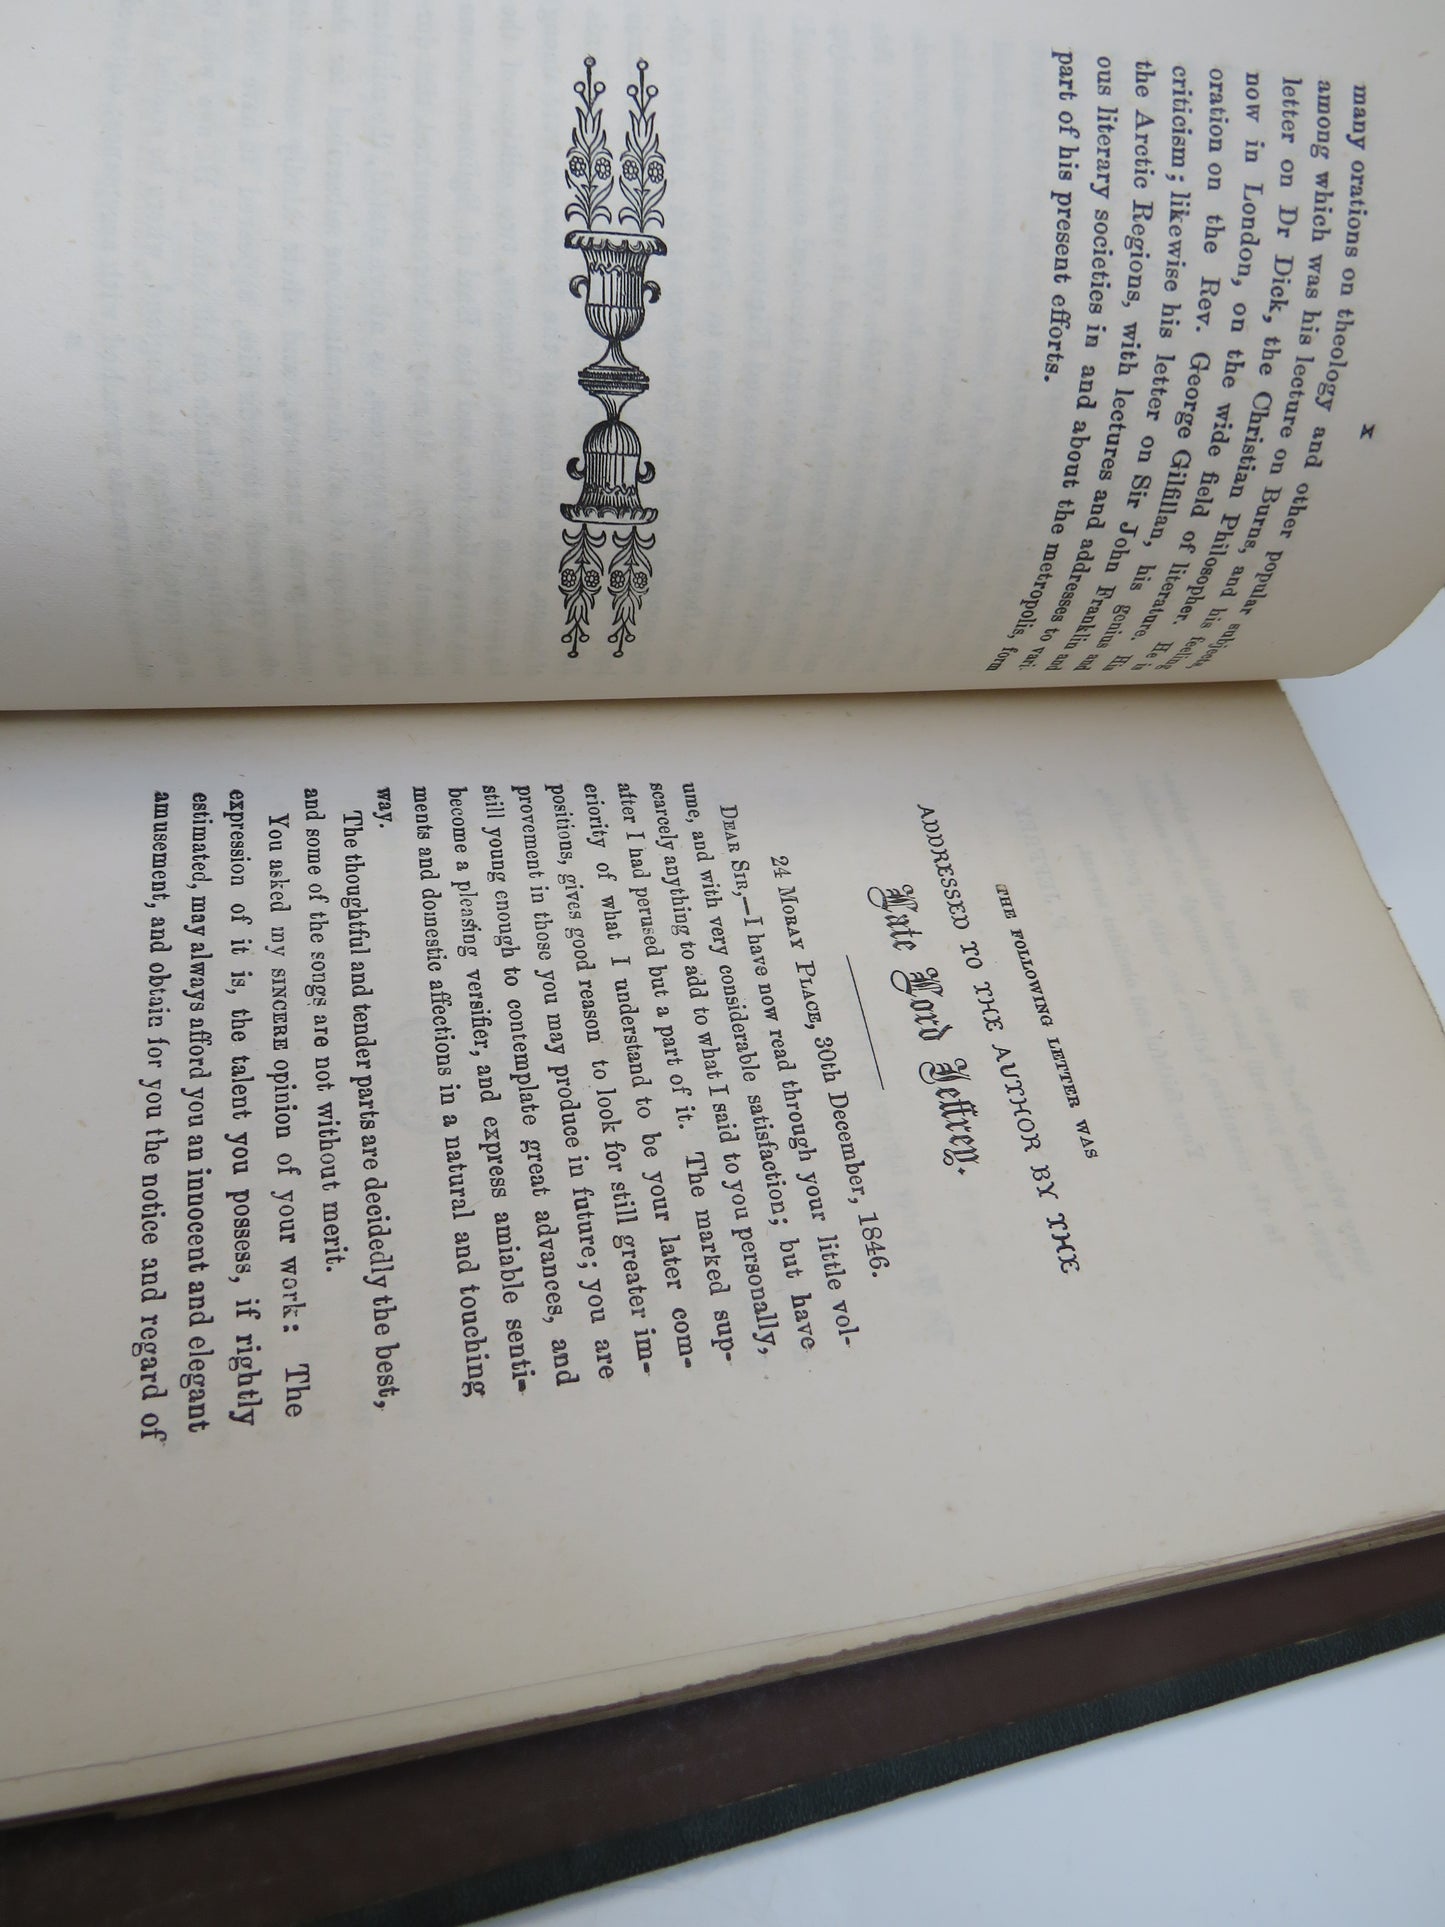 x
many orations on theology and other popular subjects,
among which was his lecture on Burns, and his feeling
letter on Dr Dick, the Christian Philosopher. He is
now in London, on the wide field of literature. His
oration on the Rev. George Gilfillan, his genius and
criticism; likewise his letter on Sir John Franklin and
the Arctic Regions, with lectures and addresses to vari-
ous literary societies in and about the metropolis, form
part of his present efforts.
THE FOLLOWING LETTER WAS
ADDRESSED TO THE AUTHOR BY THE
Late Lord Jeffrey.
24 MORAY PLACE, 30th December, 1846.
DEAR SIR,—I have now read through your little vol-
ume, and with very considerable satisfaction; but have
scarcely anything to add to what I said to you personally,
after I had perused but a part of it. The marked sup-
eriority of what I understand to be your later com-
positions, gives good reason to look for still greater im-
provement in those you may produce in future; you are
still young enough to contemplate great advances, and
become a pleasing versifier, and express amiable senti-
ments and domestic affections in a natural and touching
way.
The thoughtful and tender parts are decidedly the best,
and some of the songs are not without merit.
You asked my SINCERE opinion of your work: The
expression of it is, the talent you possess, if rightly
estimated, may always afford you an innocent and elegant
amusement, and obtain for you the notice and regard of